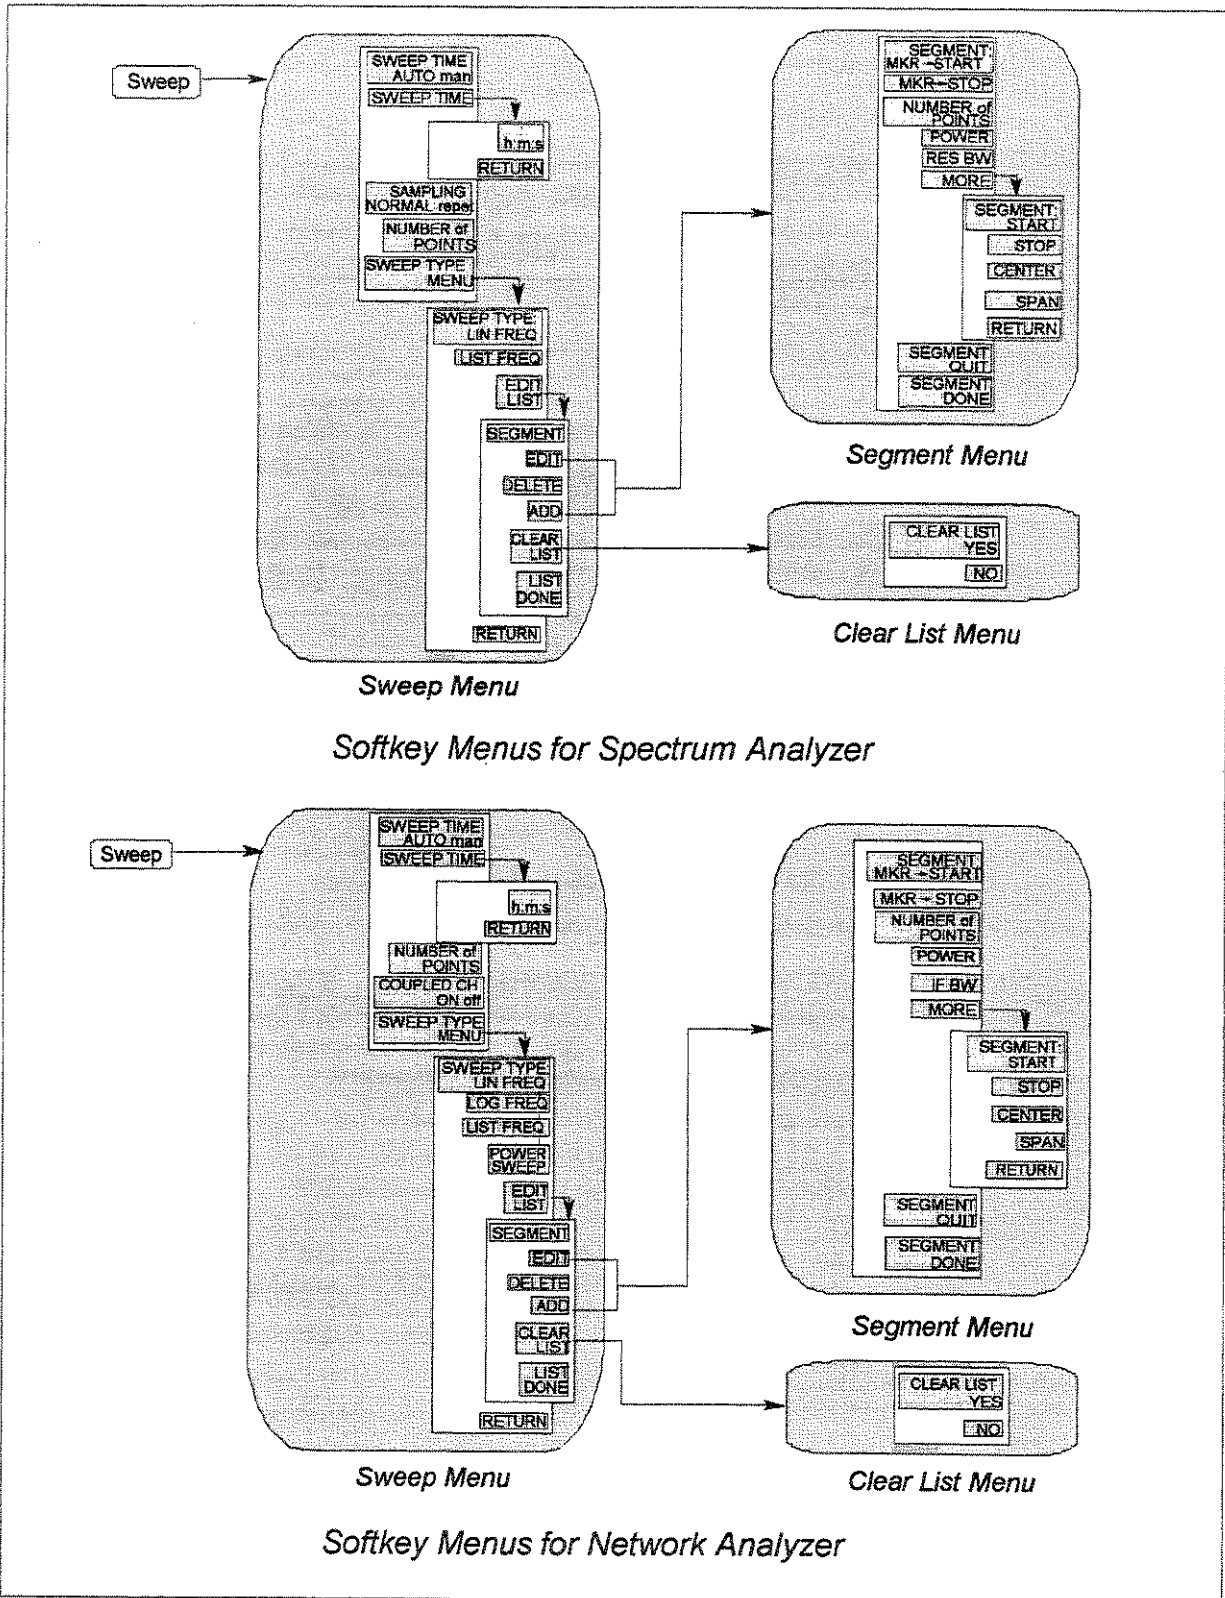 Sweep
SWEEP TIME
AUTO man
SWEEP TIME
h:m:s
RETURN
SAMPLING
NORMAL repet
NUMBER of
POINTS
SWEEP TYPE
MENU
SWEEP TYPE:
LIN FREQ
LIST FREQ
EDIT
LIST
SEGMENT
EDIT
DELETE
ADD
CLEAR
LIST
LIST
DONE
RETURN
Sweep Menu
SEGMENT:
MKR→START
MKR→STOP
NUMBER of
POINTS
POWER
RES BW
MORE
SEGMENT:
START
STOP
CENTER
SPAN
RETURN
SEGMENT
QUIT
SEGMENT
DONE
Segment Menu
CLEAR LIST
YES
NO
Clear List Menu
Softkey Menus for Spectrum Analyzer
Sweep
SWEEP TIME
AUTO man
SWEEP TIME
h:m:s
RETURN
NUMBER of
POINTS
COUPLED CH
ON off
SWEEP TYPE
MENU
SWEEP TYPE:
LIN FREQ
LOG FREQ
LIST FREQ
POWER
SWEEP
EDIT
LIST
SEGMENT
EDIT
DELETE
ADD
CLEAR
LIST
LIST
DONE
RETURN
Sweep Menu
SEGMENT:
MKR→START
MKR→STOP
NUMBER of
POINTS
POWER
IF BW
MORE
SEGMENT:
START
STOP
CENTER
SPAN
RETURN
SEGMENT
QUIT
SEGMENT
DONE
Segment Menu
CLEAR LIST
YES
NO
Clear List Menu
Softkey Menus for Network Analyzer